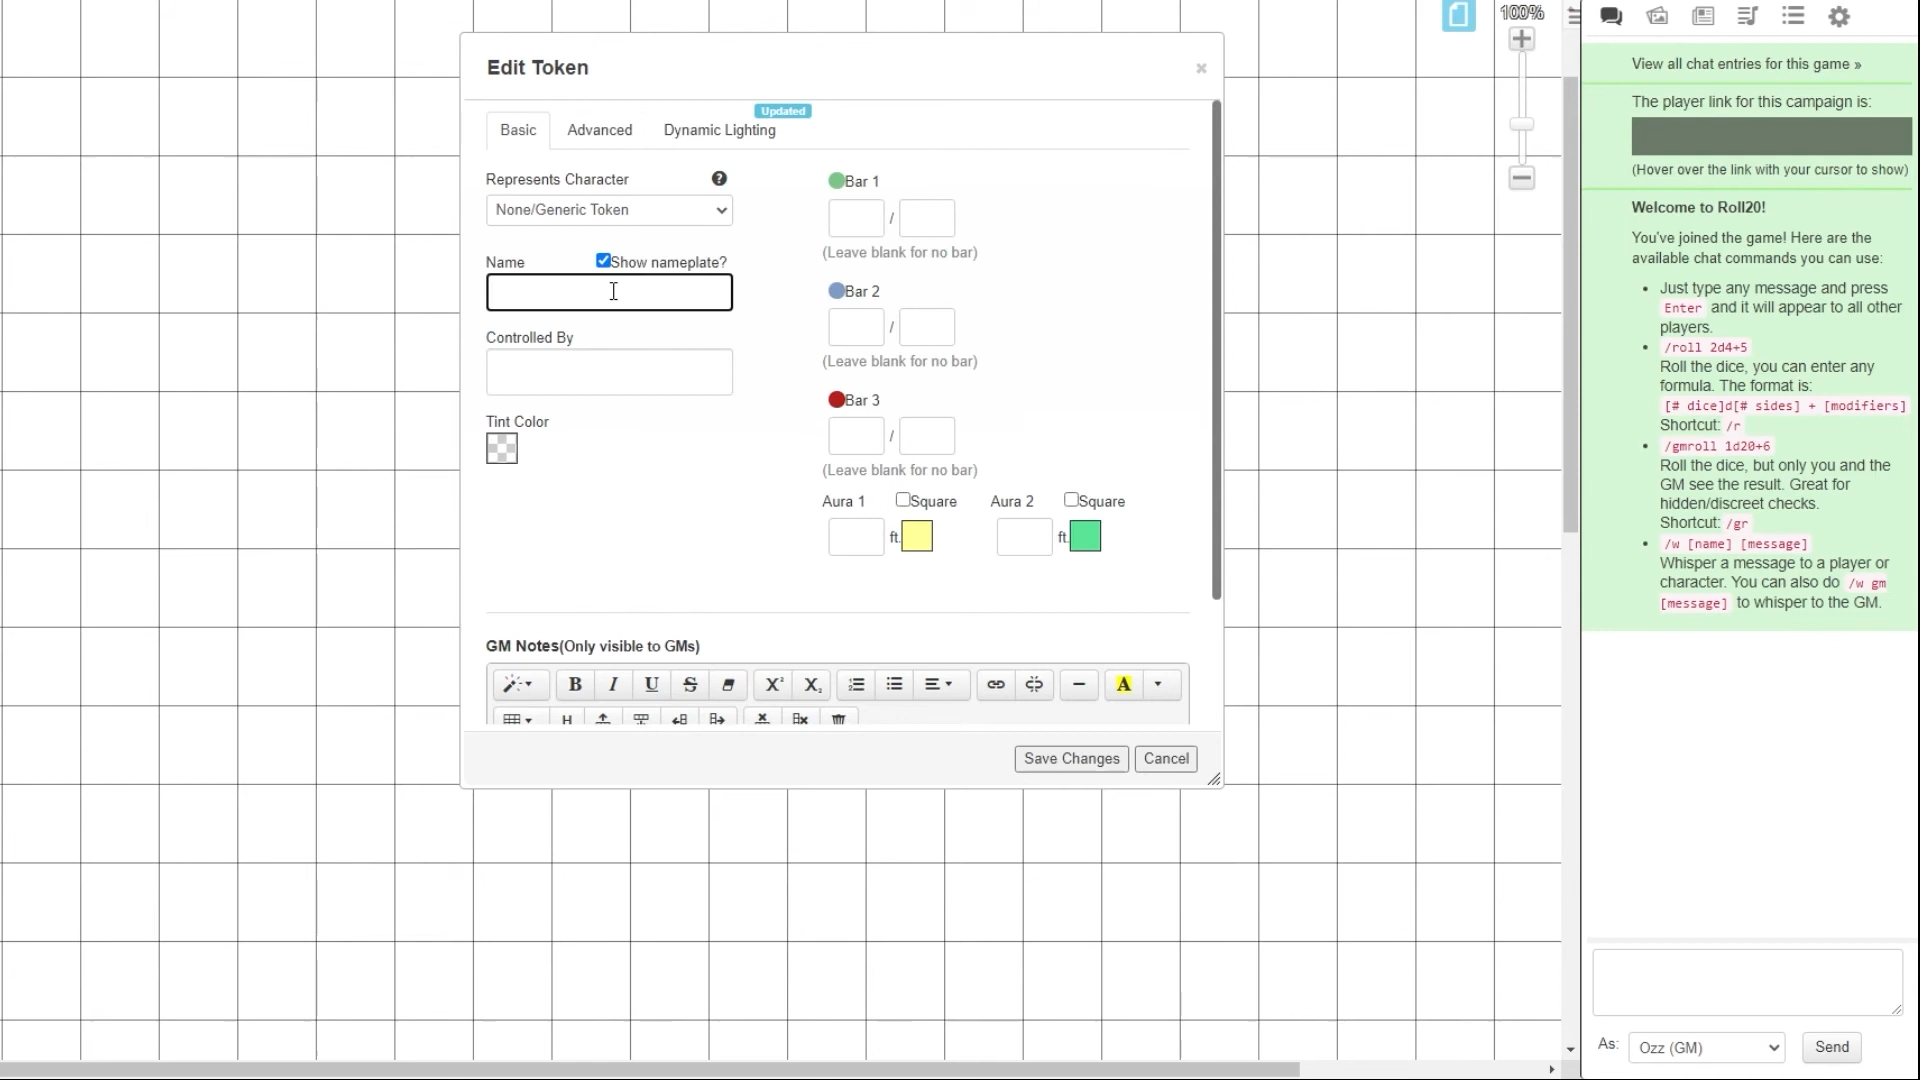 100%
Edit Token
×
Updated
Basic
Advanced
Dynamic Lighting
Represents Character
?
None/Generic Token
Name
Show nameplate?
Controlled By
Tint Color
Bar 1
/
(Leave blank for no bar)
Bar 2
/
(Leave blank for no bar)
Bar 3
/
(Leave blank for no bar)
Aura 1
Square
Aura 2
Square
ft.
ft.
GM Notes(Only visible to GMs)
B I U S X² X₂ A
H
Save Changes
Cancel
View all chat entries for this game »
The player link for this campaign is:
(Hover over the link with your cursor to show)
Welcome to Roll20!
You've joined the game! Here are the
available chat commands you can use:
• Just type any message and press
Enter and it will appear to all other
players.
• /roll 2d4+5
Roll the dice, you can enter any
formula. The format is:
[# dice]d[# sides] + [modifiers]
Shortcut: /r
• /gmroll 1d20+6
Roll the dice, but only you and the
GM see the result. Great for
hidden/discreet checks.
Shortcut: /gr
• /w [name] [message]
Whisper a message to a player or
character. You can also do /w gm
[message] to whisper to the GM.
As:
Ozz (GM)
Send